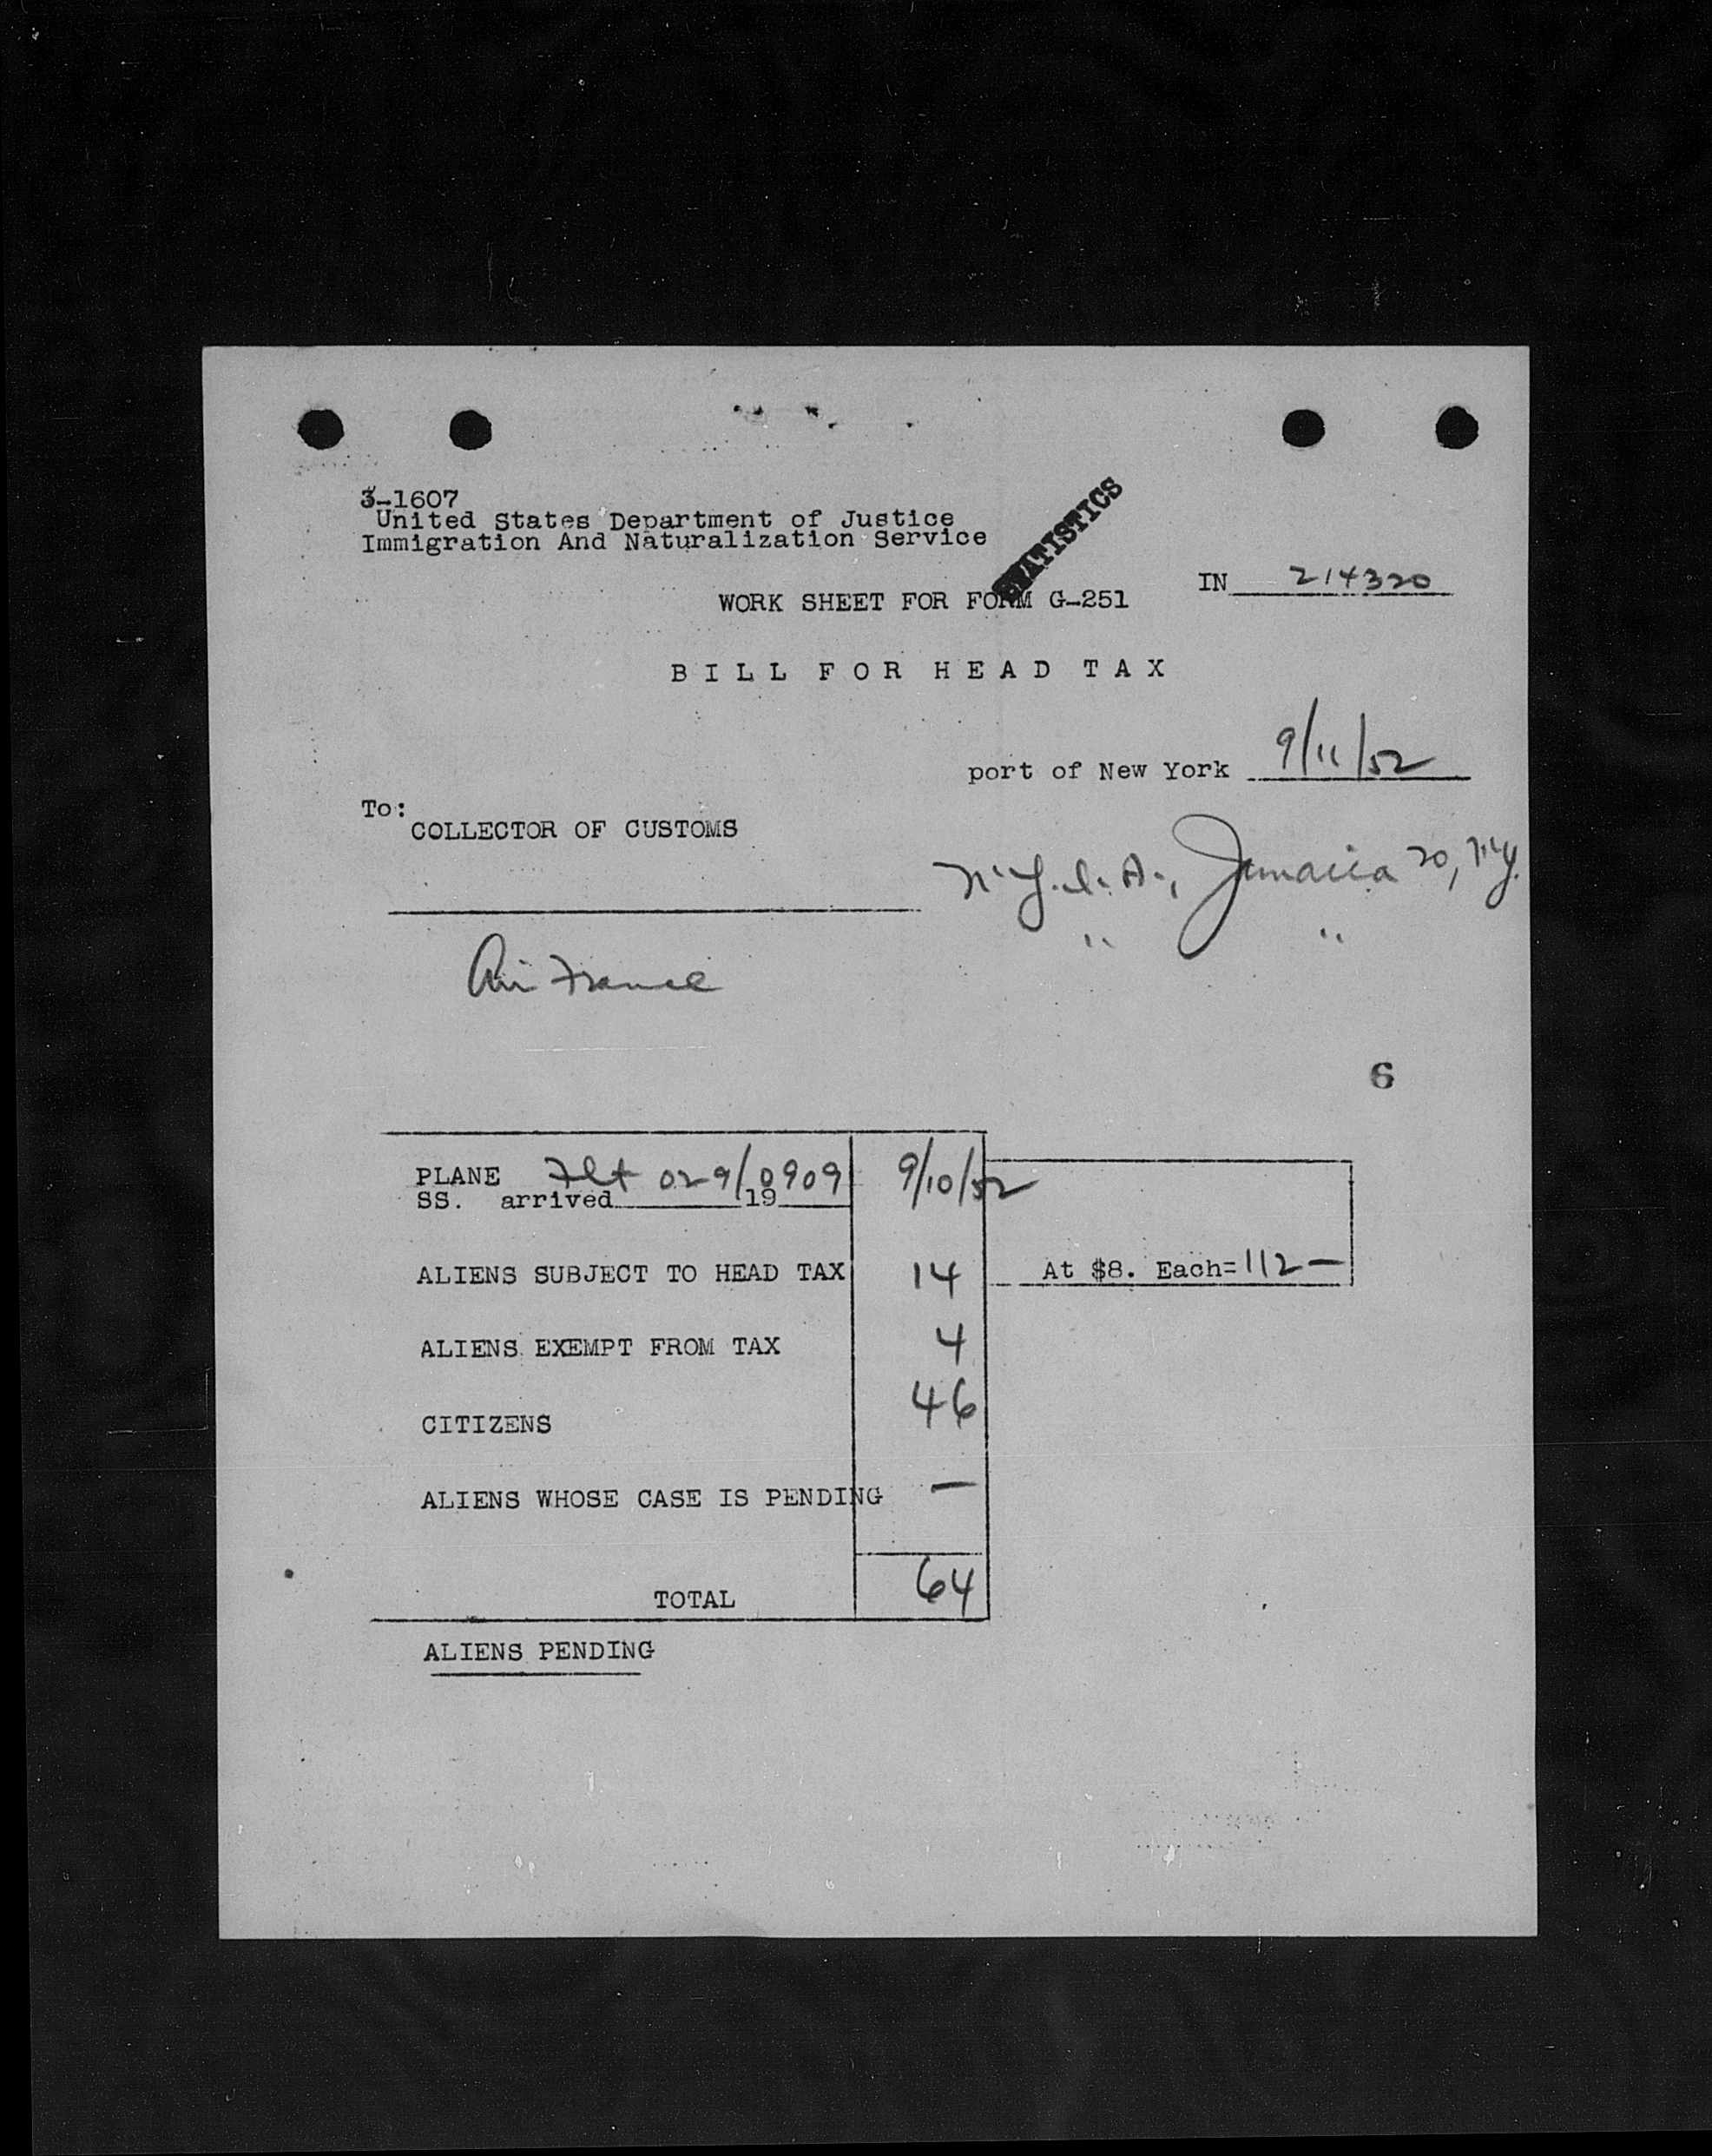 3-1607
United States Department of Justice
Immigration And Naturalization Service
STATISTICS
IN 214320
WORK SHEET FOR FORM G-251
BILL FOR HEAD TAX
port of New York 9/11/52
To:
COLLECTOR OF CUSTOMS
N.Y.I.A., Jamaica 30, N.Y.
" "
Air France
6
PLANE Flt 029/0909 9/10/52
SS. arrived 19
ALIENS SUBJECT TO HEAD TAX 14 At $8. Each= 112 —
ALIENS EXEMPT FROM TAX 4
CITIZENS 46
ALIENS WHOSE CASE IS PENDING —
TOTAL 64
ALIENS PENDING